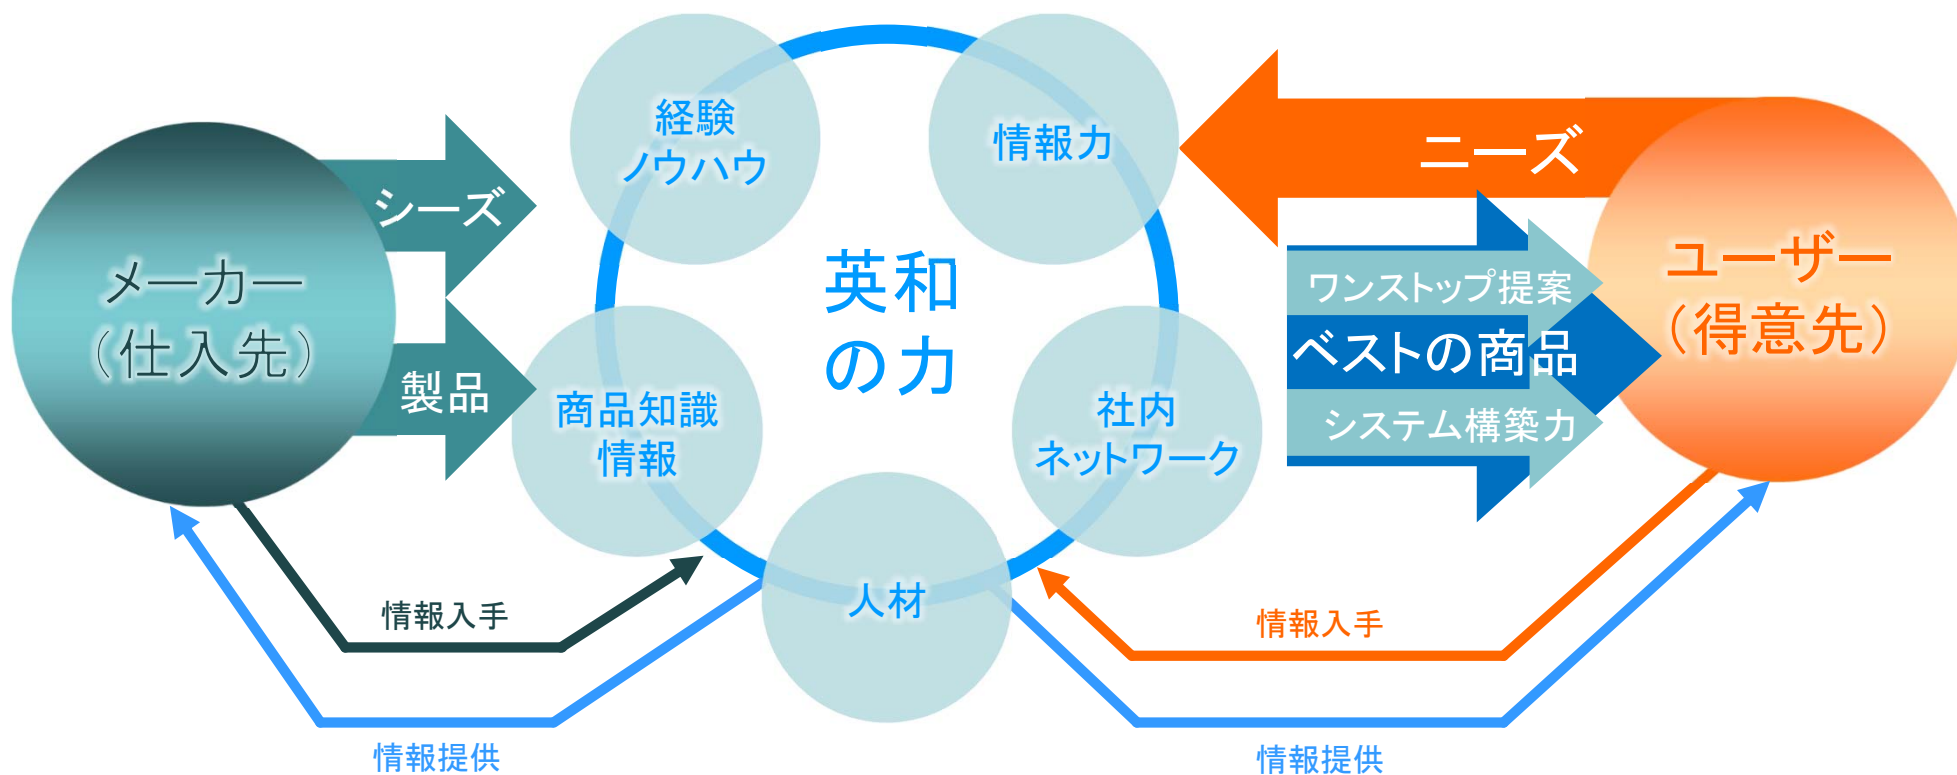 メーカー
（仕入先）
シーズ
製品
経験
ノウハウ
情報力
英和
の力
商品知識
情報
社内
ネットワーク
人材
ニーズ
ワンストップ提案
ベストの商品
システム構築力
ユーザー
（得意先）
情報入手
情報提供
情報入手
情報提供